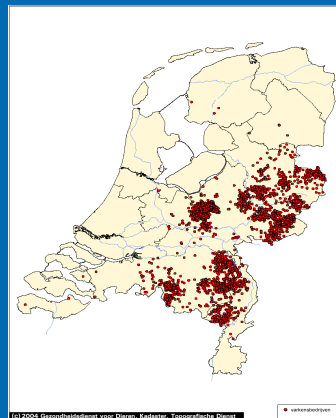 varkensbedrijven
(c) 2004 Gezondheidsdienst voor Dieren, Kadaster, Topografische Dienst